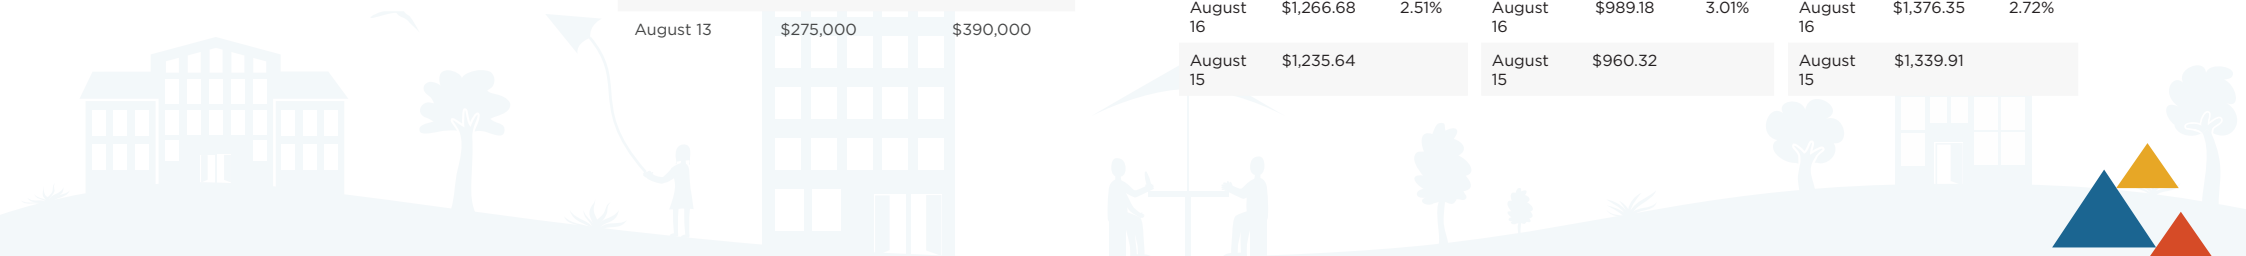 August 13 $275,000 $390,000
August $1,266.68 2.51%
16
August $1,235.64
15
August $989.18 3.01%
16
August $960.32
15
August $1,376.35 2.72%
16
August $1,339.91
15